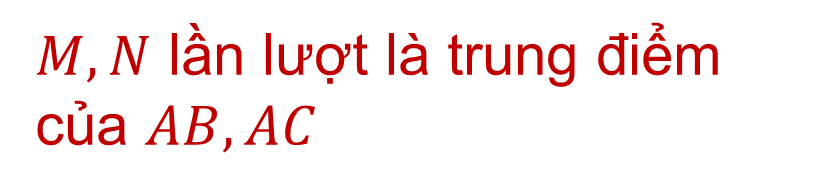 M, N lần lượt là trung điểm
của AB, AC